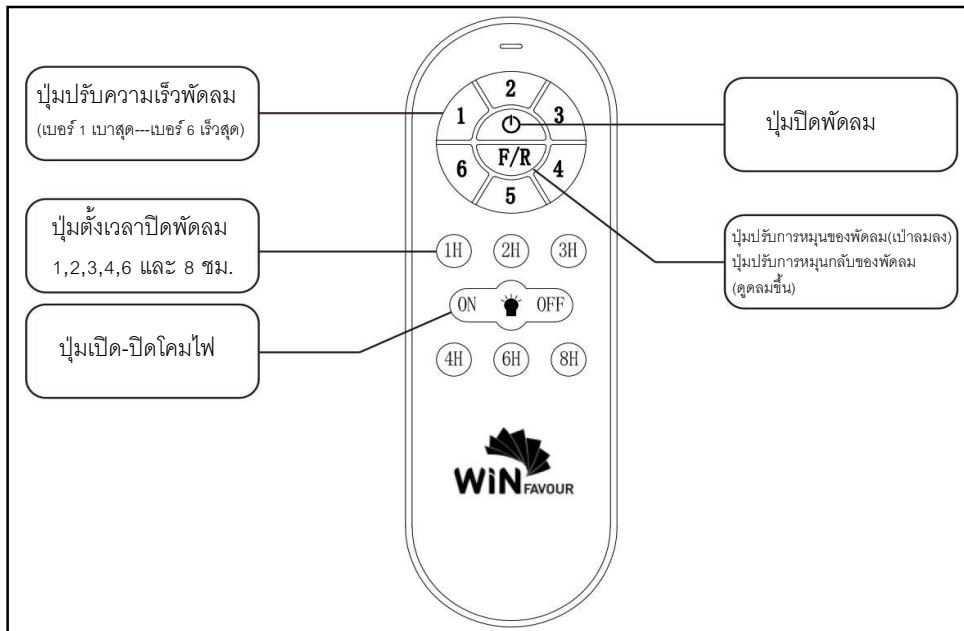 ปุ่มปรับความเร็วพัดลม
(เบอร์ 1 เบาสุด---เบอร์ 6 เร็วสุด)
ปุ่มปิดพัดลม
1
2
3
F/R
6
5
4
ปุ่มตั้งเวลาปิดพัดลม
1,2,3,4,6 และ 8 ชม.
ปุ่มปรับการหมุนของพัดลม(เป่าลมลง)
ปุ่มปรับการหมุนกลับของพัดลม
(ดูดลมขึ้น)
1H 2H 3H
ON OFF
ปุ่มเปิด-ปิดโคมไฟ
4H 6H 8H
WiN FAVOUR